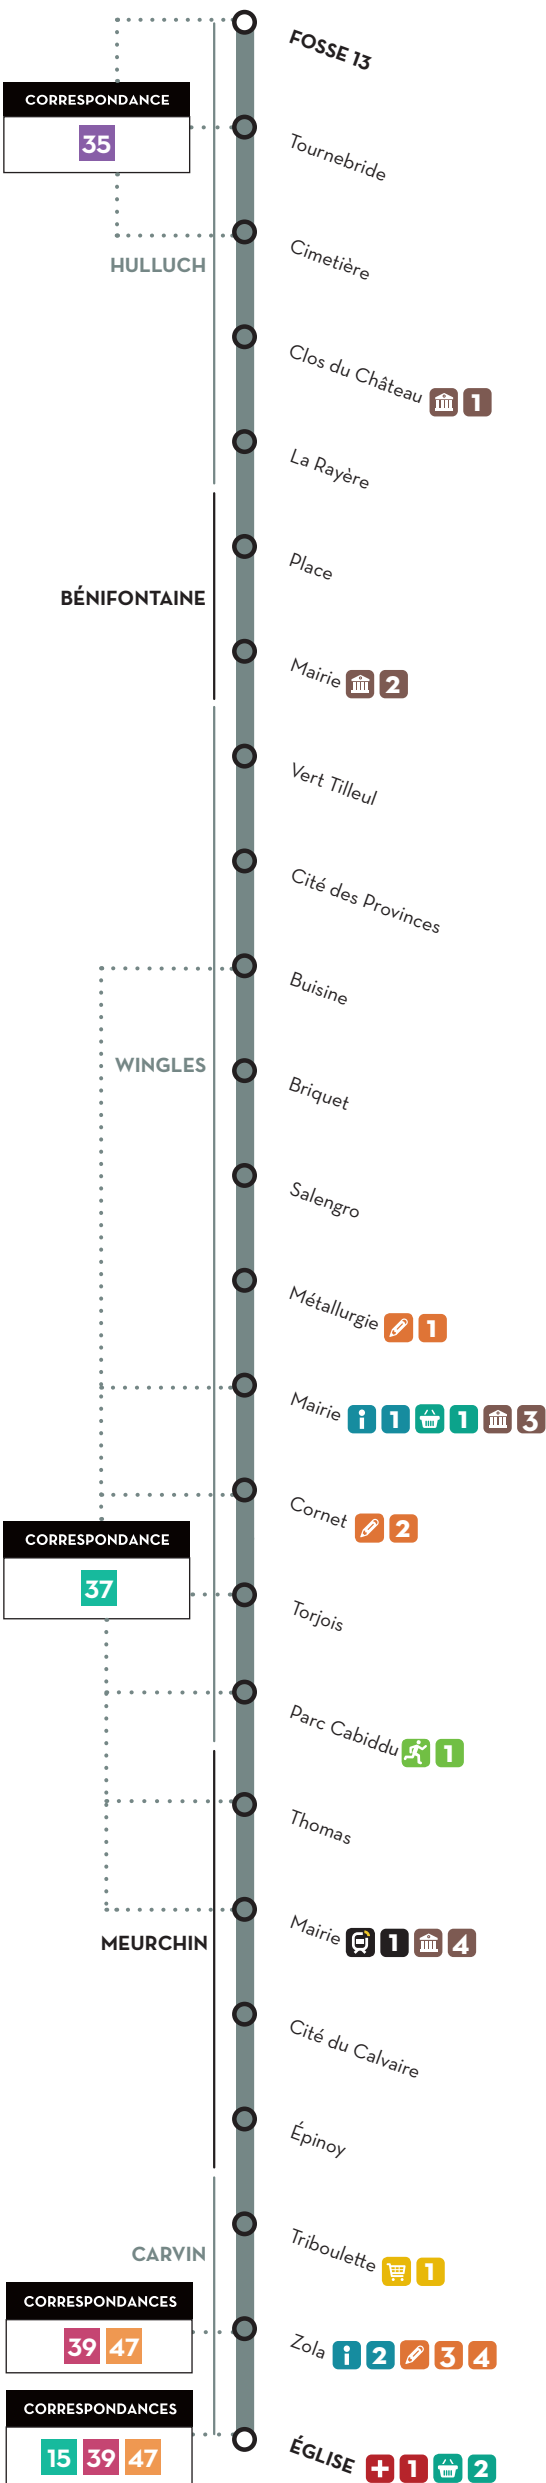 FOSSE 13
CORRESPONDANCE
35
Tournebride
Cimetière
HULLUCH
Clos du Château 1
La Rayère
Place
BÉNIFONTAINE
Mairie 2
Vert Tilleul
Cité des Provinces
Buisine
WINGLES
Briquet
Salengro
Métallurgie 1
Mairie i 1 1 3
Cornet 2
CORRESPONDANCE
37
Torjois
Parc Cabiddu 1
Thomas
Mairie 1 4
MEURCHIN
Cité du Calvaire
Épinoy
Triboulette 1
CARVIN
CORRESPONDANCES
39 47
Zola i 2 3 4
CORRESPONDANCES
15 39 47
ÉGLISE 1 2